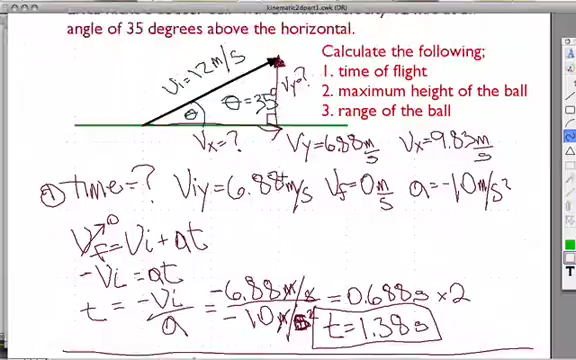 kinematic2dpart1.cwk (DR)
angle of 35 degrees above the horizontal.
Calculate the following;
1. time of flight
2. maximum height of the ball
3. range of the ball
Vi=12m/s
Vy=?
θ=35°
θ
Vx=?
Vy=6.88m/s
Vx=9.83m/s
① time=? Viy=6.88m/s Vf=0m/s a=-10m/s²
0
Vf=Vi+at
-Vi=at
t = -Vi/a = -6.88m/s / -10m/s² = 0.688s × 2
t=1.38s
T